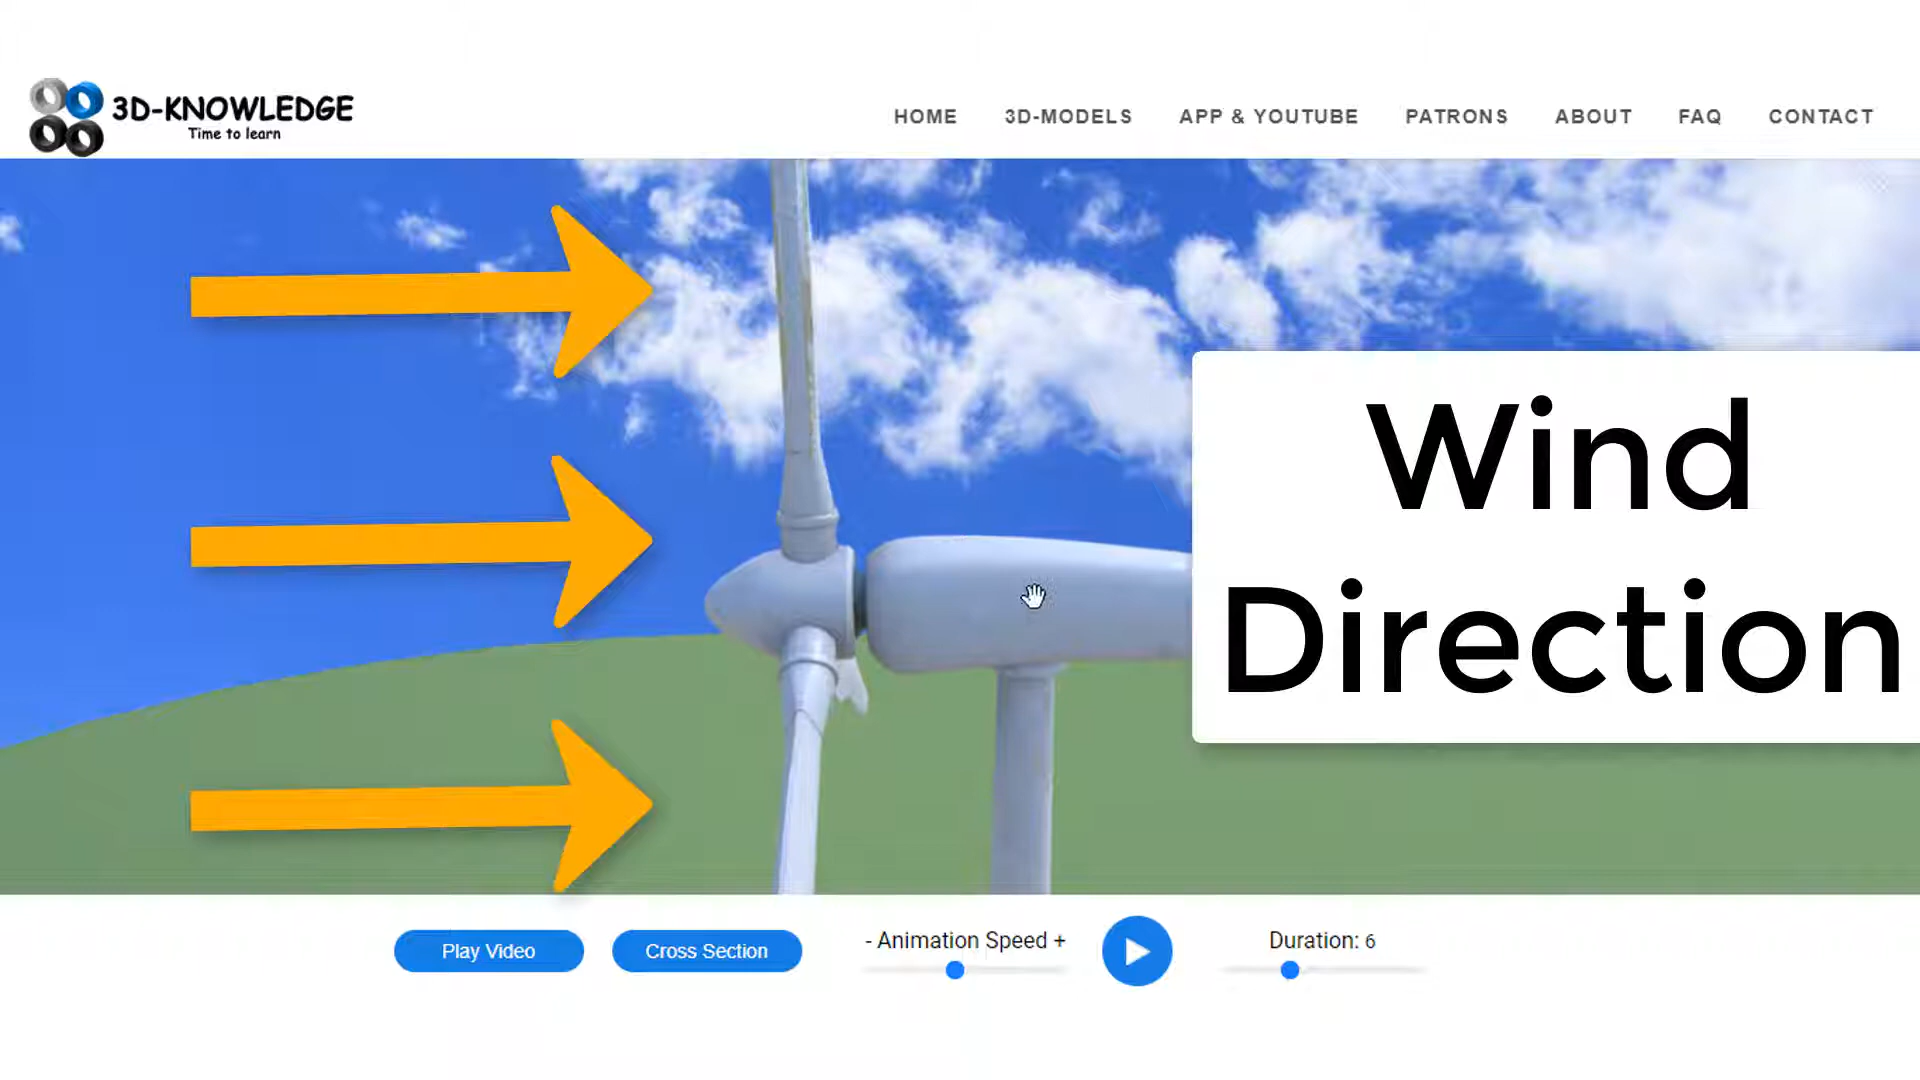 3D-KNOWLEDGE
Time to learn
HOME 3D-MODELS APP & YOUTUBE PATRONS ABOUT FAQ CONTACT
Wind
Direction
Play Video
Cross Section
- Animation Speed +
Duration: 6